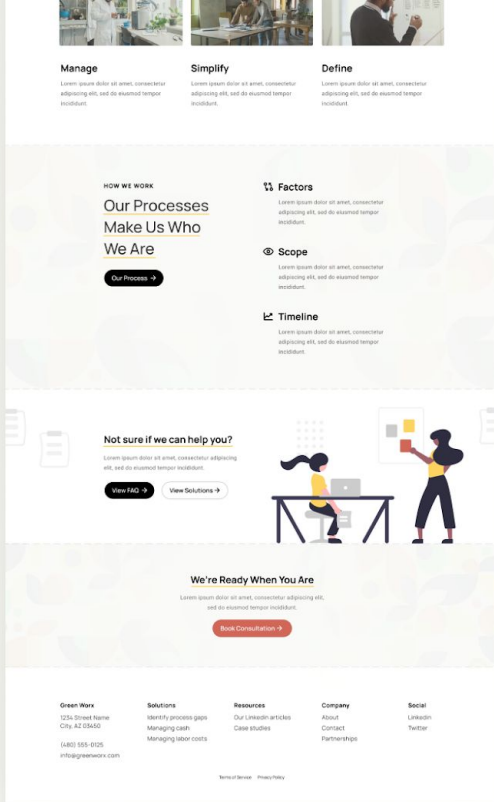 Manage
Lorem ipsum dolor sit amet, consectetur
adipiscing elit, sed do eiusmod tempor
incididunt.
Simplify
Lorem ipsum dolor sit amet, consectetur
adipiscing elit, sed do eiusmod tempor
incididunt.
Define
Lorem ipsum dolor sit amet, consectetur
adipiscing elit, sed do eiusmod tempor
incididunt.
HOW WE WORK
Our Processes
Make Us Who
We Are
Our Process →
Factors
Lorem ipsum dolor sit amet, consectetur
adipiscing elit, sed do eiusmod tempor
incididunt.
Scope
Lorem ipsum dolor sit amet, consectetur
adipiscing elit, sed do eiusmod tempor
incididunt.
Timeline
Lorem ipsum dolor sit amet, consectetur
adipiscing elit, sed do eiusmod tempor
incididunt.
Not sure if we can help you?
Lorem ipsum dolor sit amet, consectetur adipiscing
elit, sed do eiusmod tempor incididunt.
View FAQ →
View Solutions →
We're Ready When You Are
Lorem ipsum dolor sit amet, consectetur adipiscing elit,
sed do eiusmod tempor incididunt.
Book Consultation →
Green Worx
1234 Street Name
City, AZ 03450
(480) 555-0125
info@greenworx.com
Solutions
Identify process gaps
Managing cash
Managing labor costs
Resources
Our Linkedin articles
Case studies
Company
About
Contact
Partnerships
Social
Linkedin
Twitter
Terms of Service
Privacy Policy